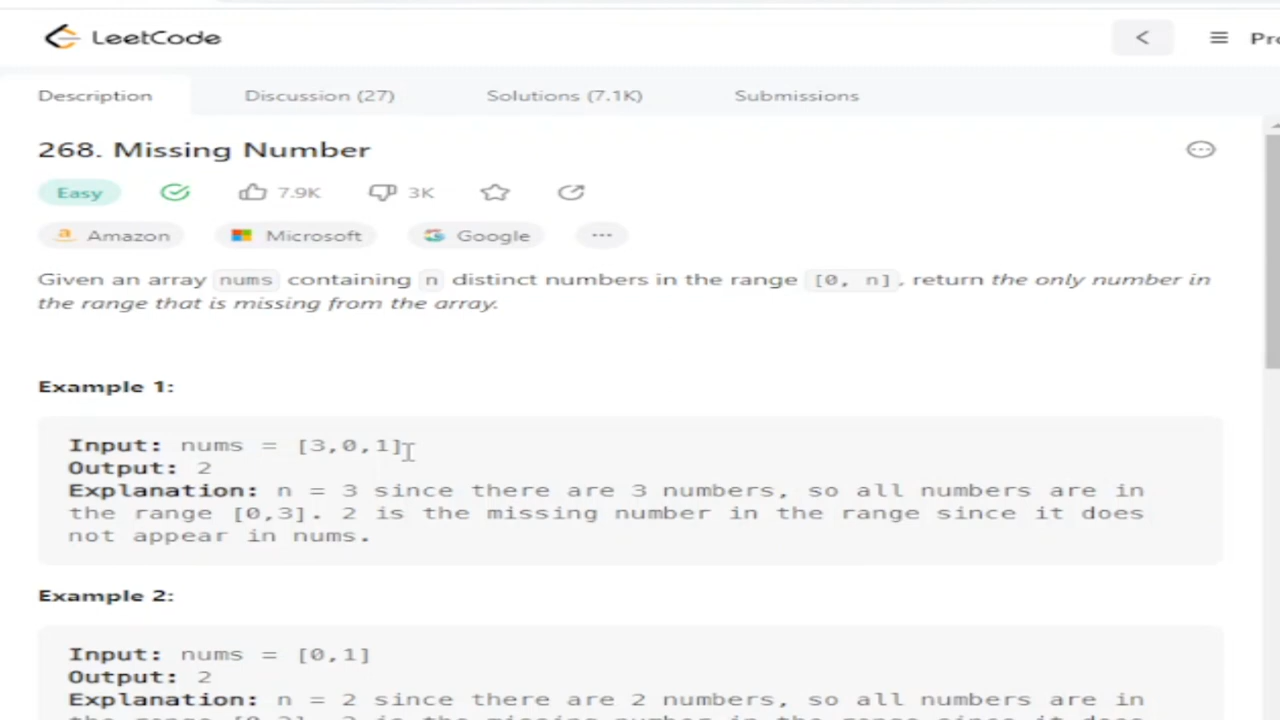 LeetCode
Pro
Description Discussion (27) Solutions (7.1K) Submissions
268. Missing Number
Easy 7.9K 3K
Amazon Microsoft Google ...
Given an array nums containing n distinct numbers in the range [0, n], return the only number in
the range that is missing from the array.
Example 1:
Input: nums = [3,0,1]
Output: 2
Explanation: n = 3 since there are 3 numbers, so all numbers are in
the range [0,3]. 2 is the missing number in the range since it does
not appear in nums.
Example 2:
Input: nums = [0,1]
Output: 2
Explanation: n = 2 since there are 2 numbers, so all numbers are in